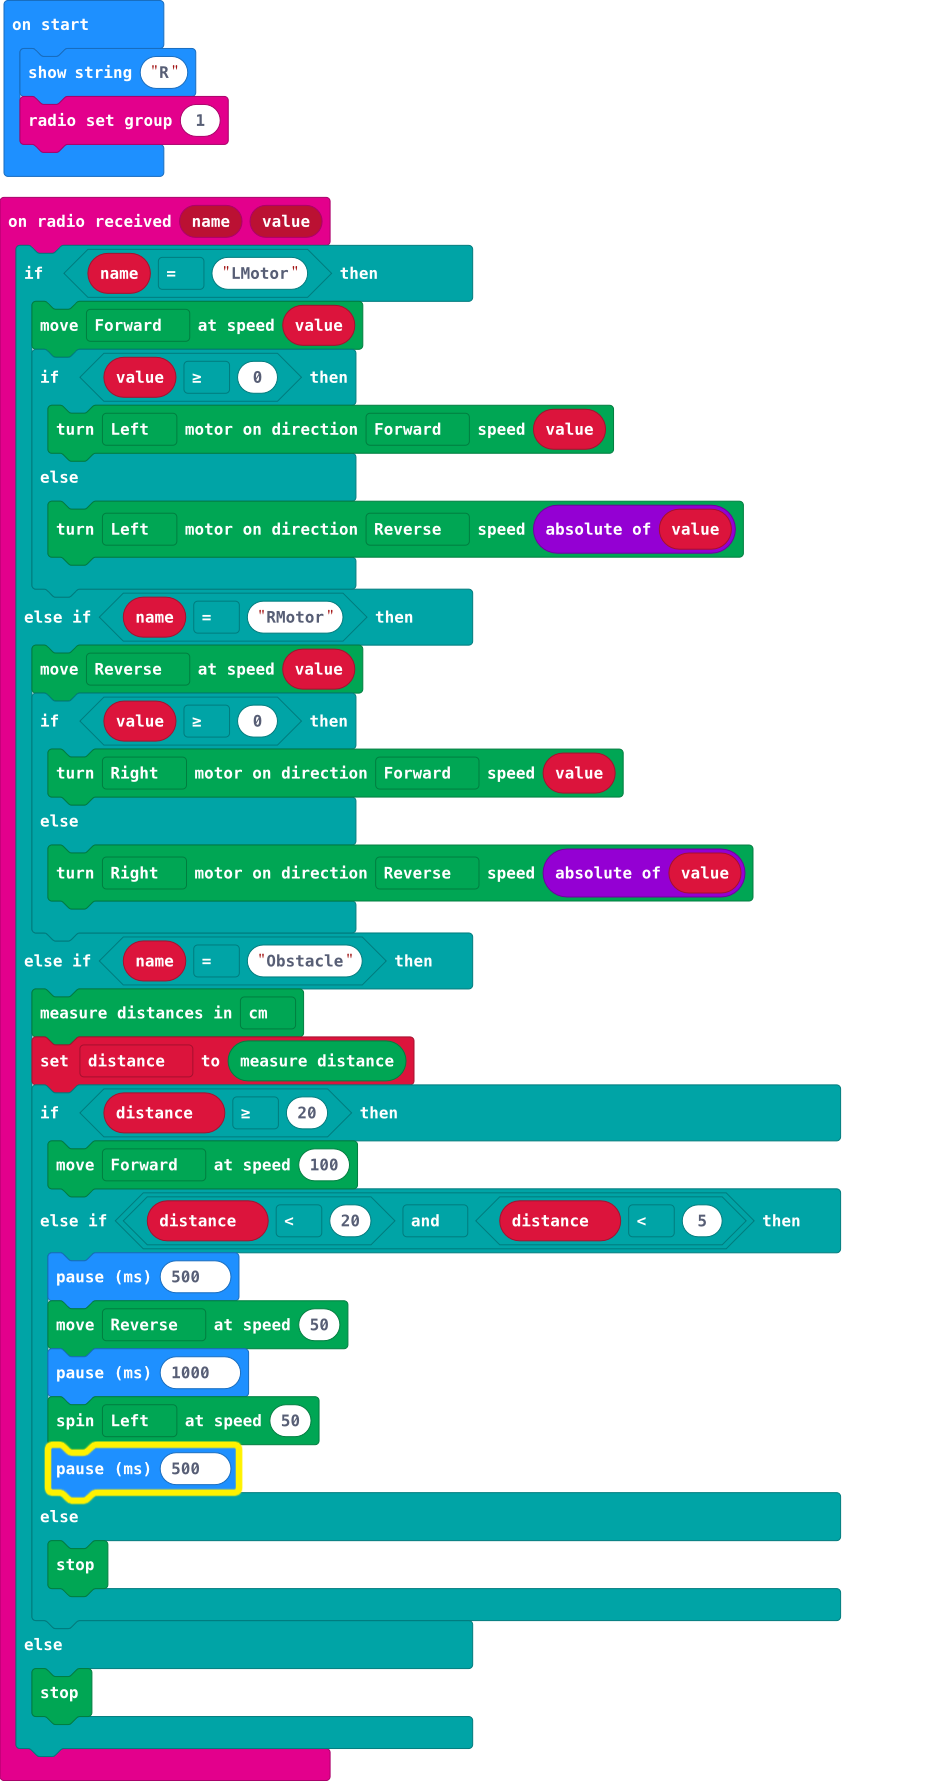 on start
show string "R"
radio set group 1
on radio received name value
if name = "LMotor" then
move Forward at speed value
if value ≥ 0 then
turn Left motor on direction Forward speed value
else
turn Left motor on direction Reverse speed absolute of value
else if name = "RMotor" then
move Reverse at speed value
if value ≥ 0 then
turn Right motor on direction Forward speed value
else
turn Right motor on direction Reverse speed absolute of value
else if name = "Obstacle" then
measure distances in cm
set distance to measure distance
if distance ≥ 20 then
move Forward at speed 100
else if distance < 20 and distance < 5 then
pause (ms) 500
move Reverse at speed 50
pause (ms) 1000
spin Left at speed 50
pause (ms) 500
else
stop
else
stop